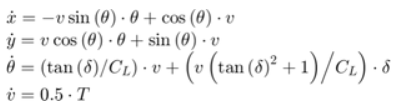 ẋ = −v sin (θ) · θ + cos (θ) · v
ẏ = v cos (θ) · θ + sin (θ) · v
θ̇ = (tan (δ)/C_L) · v + (v (tan (δ)² + 1)/C_L) · δ
v̇ = 0.5 · T